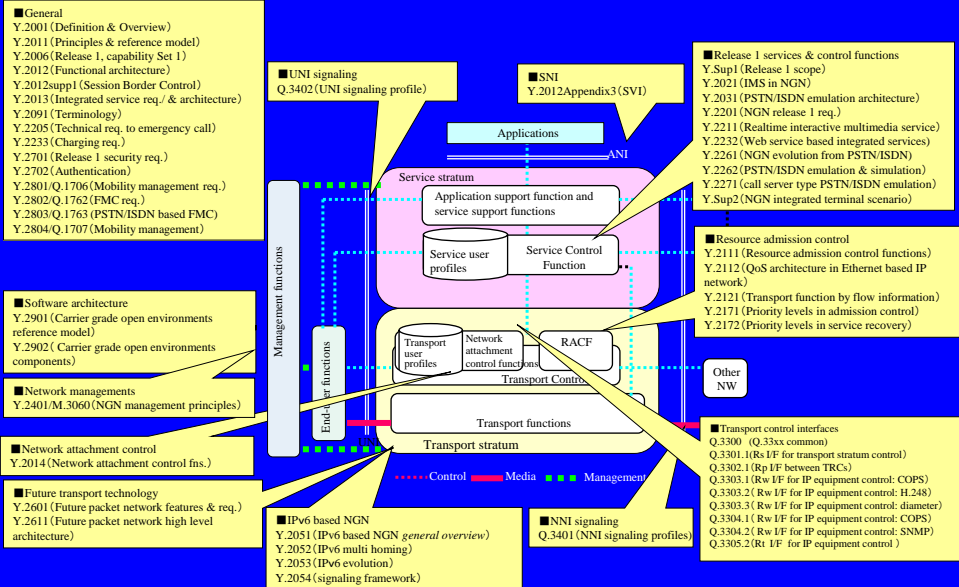 ■General
Y.2001(Definition & Overview)
Y.2011(Principles & reference model)
Y.2006(Release 1, capability Set 1)
Y.2012(Functional architecture)
Y.2012supp1(Session Border Control)
Y.2013(Integrated service req./ & architecture)
Y.2091(Terminology)
Y.2205(Technical req. to emergency call)
Y.2233(Charging req.)
Y.2701(Release 1 security req.)
Y.2702(Authentication)
Y.2801/Q.1706(Mobility management req.)
Y.2802/Q.1762(FMC req.)
Y.2803/Q.1763(PSTN/ISDN based FMC)
Y.2804/Q.1707(Mobility management)
■UNI signaling
Q.3402(UNI signaling profile)
■SNI
Y.2012Appendix3(SVI)
■Release 1 services & control functions
Y.Sup1(Release 1 scope)
Y.2021(IMS in NGN)
Y.2031(PSTN/ISDN emulation architecture)
Y.2201(NGN release 1 req.)
Y.2211(Realtime interactive multimedia service)
Y.2232(Web service based integrated services)
Y.2261(NGN evolution from PSTN/ISDN)
Y.2262(PSTN/ISDN emulation & simulation)
Y.2271(call server type PSTN/ISDN emulation)
Y.Sup2(NGN integrated terminal scenario)
Applications
ANI
Service stratum
Application support function and
service support functions
Service user
profiles
Service Control
Function
Management functions
■Resource admission control
Y.2111(Resource admission control functions)
Y.2112(QoS architecture in Ethernet based IP
network)
Y.2121(Transport function by flow information)
Y.2171(Priority levels in admission control)
Y.2172(Priority levels in service recovery)
■Software architecture
Y.2901(Carrier grade open environments
reference model)
Y.2902( Carrier grade open environments
components)
■Network managements
Y.2401/M.3060(NGN management principles)
■Network attachment control
Y.2014(Network attachment control fns.)
■Future transport technology
Y.2601(Future packet network features & req.)
Y.2611(Future packet network high level
architecture)
End-user functions
Transport
user
profiles
Network
attachment
control functions
RACF
Transport Control
Transport functions
Transport stratum
UNI
Other
NW
Control
Media
Management
■IPv6 based NGN
Y.2051(IPv6 based NGN general overview)
Y.2052(IPv6 multi homing)
Y.2053(IPv6 evolution)
Y.2054(signaling framework)
■NNI signaling
Q.3401(NNI signaling profiles)
■Transport control interfaces
Q.3300 (Q.33xx common)
Q.3301.1(Rs I/F for transport stratum control)
Q.3302.1(Rp I/F between TRCs)
Q.3303.1(Rw I/F for IP equipment control: COPS)
Q.3303.2( Rw I/F for IP equipment control: H.248)
Q.3303.3( Rw I/F for IP equipment control: diameter)
Q.3304.1( Rw I/F for IP equipment control: COPS)
Q.3304.2( Rw I/F for IP equipment control: SNMP)
Q.3305.2( Rt I/F for IP equipment control )